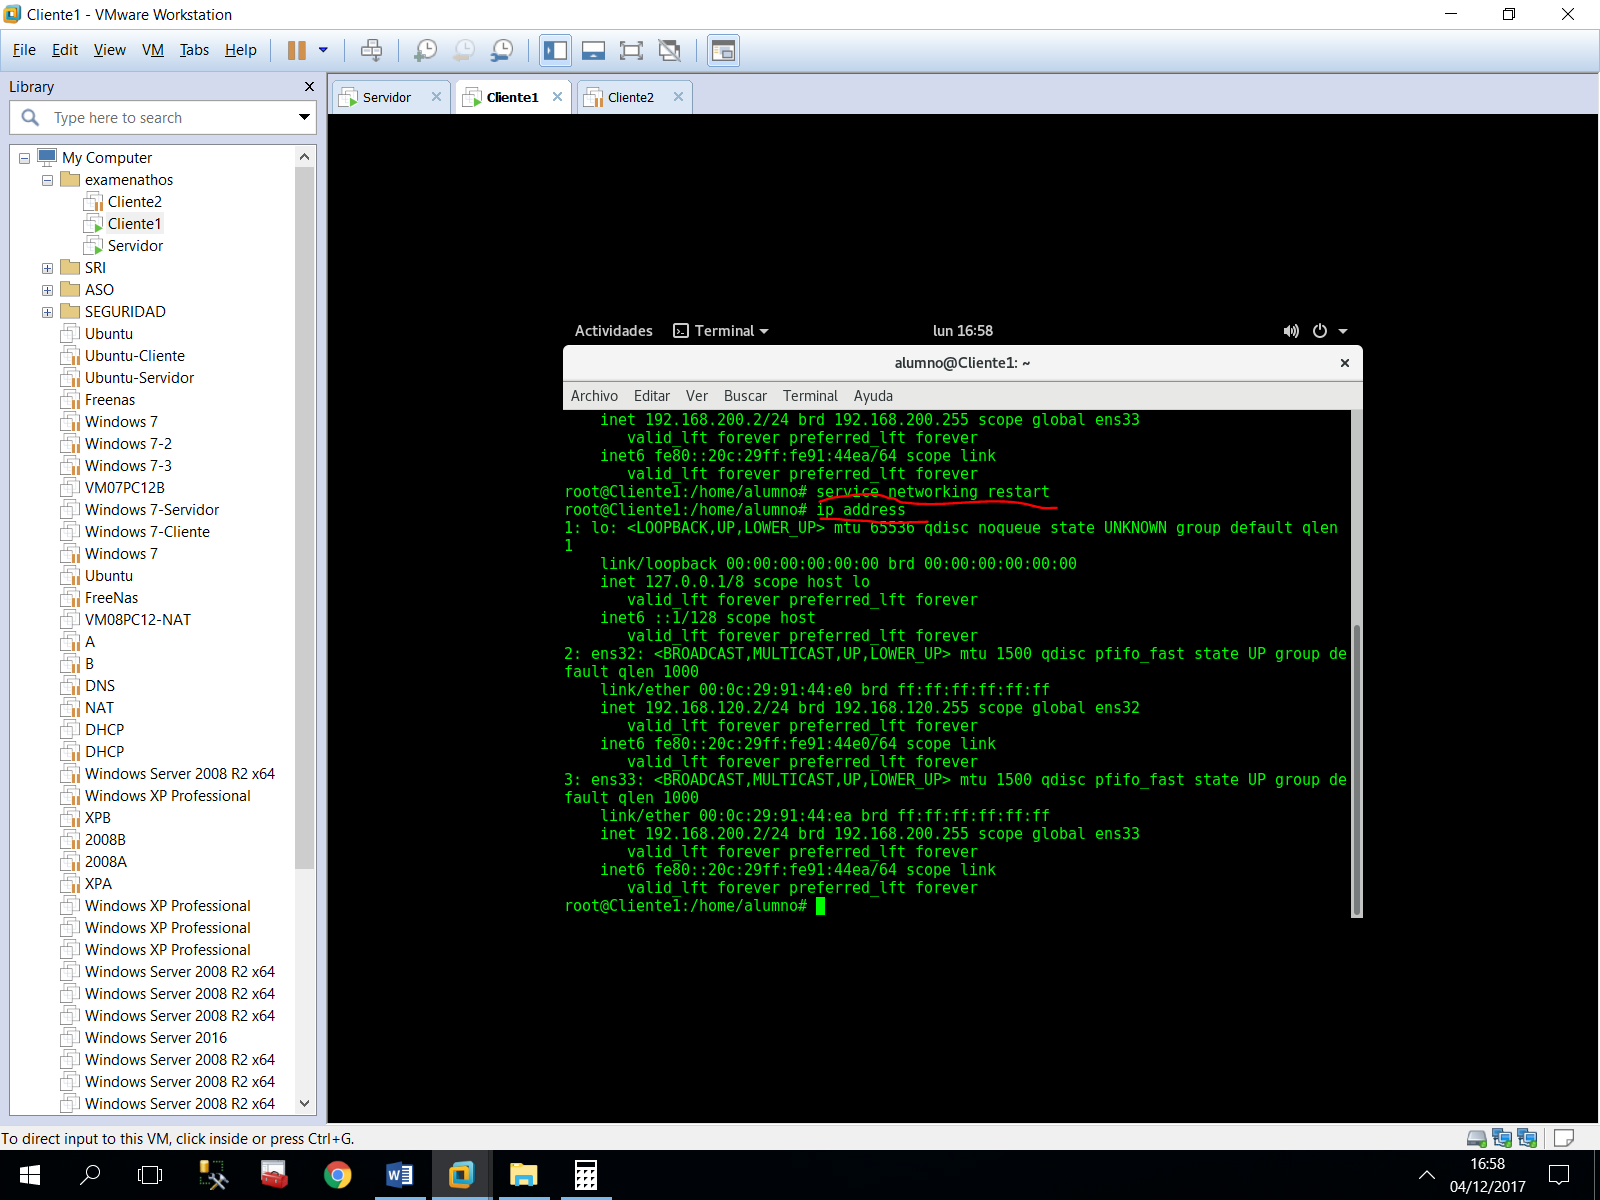 Cliente1 - VMware Workstation
File Edit View VM Tabs Help
Library
Type here to search
My Computer
examenathos
Cliente2
Cliente1
Servidor
SRI
ASO
SEGURIDAD
Ubuntu
Ubuntu-Cliente
Ubuntu-Servidor
Freenas
Windows 7
Windows 7-2
Windows 7-3
VM07PC12B
Windows 7-Servidor
Windows 7-Cliente
Windows 7
Ubuntu
FreeNas
VM08PC12-NAT
A
B
DNS
NAT
DHCP
DHCP
Windows Server 2008 R2 x64
Windows XP Professional
XPB
2008B
2008A
XPA
Windows XP Professional
Windows XP Professional
Windows XP Professional
Windows Server 2008 R2 x64
Windows Server 2008 R2 x64
Windows Server 2008 R2 x64
Windows Server 2016
Windows Server 2008 R2 x64
Windows Server 2008 R2 x64
Windows Server 2008 R2 x64
Servidor Cliente1 Cliente2
Actividades Terminal lun 16:58
alumno@Cliente1: ~
Archivo Editar Ver Buscar Terminal Ayuda
inet 192.168.200.2/24 brd 192.168.200.255 scope global ens33
valid_lft forever preferred_lft forever
inet6 fe80::20c:29ff:fe91:44ea/64 scope link
valid_lft forever preferred_lft forever
root@Cliente1:/home/alumno# service networking restart
root@Cliente1:/home/alumno# ip address
1: lo: <LOOPBACK,UP,LOWER_UP> mtu 65536 qdisc noqueue state UNKNOWN group default qlen
1
link/loopback 00:00:00:00:00:00 brd 00:00:00:00:00:00
inet 127.0.0.1/8 scope host lo
valid_lft forever preferred_lft forever
inet6 ::1/128 scope host
valid_lft forever preferred_lft forever
2: ens32: <BROADCAST,MULTICAST,UP,LOWER_UP> mtu 1500 qdisc pfifo_fast state UP group de
fault qlen 1000
link/ether 00:0c:29:91:44:e0 brd ff:ff:ff:ff:ff:ff
inet 192.168.120.2/24 brd 192.168.120.255 scope global ens32
valid_lft forever preferred_lft forever
inet6 fe80::20c:29ff:fe91:44e0/64 scope link
valid_lft forever preferred_lft forever
3: ens33: <BROADCAST,MULTICAST,UP,LOWER_UP> mtu 1500 qdisc pfifo_fast state UP group de
fault qlen 1000
link/ether 00:0c:29:91:44:ea brd ff:ff:ff:ff:ff:ff
inet 192.168.200.2/24 brd 192.168.200.255 scope global ens33
valid_lft forever preferred_lft forever
inet6 fe80::20c:29ff:fe91:44ea/64 scope link
valid_lft forever preferred_lft forever
root@Cliente1:/home/alumno#
To direct input to this VM, click inside or press Ctrl+G.
16:58
04/12/2017